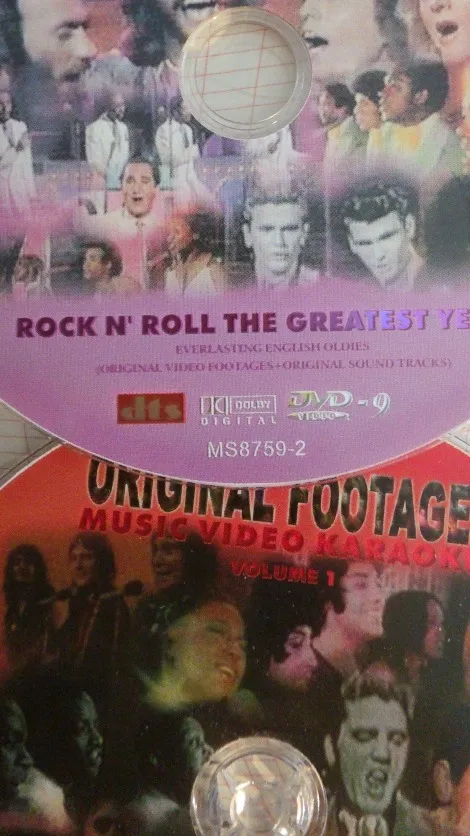 ROCK N' ROLL THE GREATEST YE
EVERLASTING ENGLISH OLDIES
(ORIGINAL VIDEO FOOTAGES+ORIGINAL SOUND TRACKS)
dts DOLBY DIGITAL DVD VIDEO -9
MS8759-2
ORIGINAL FOOTAGE
MUSIC VIDEO KARAOK
VOLUME 1